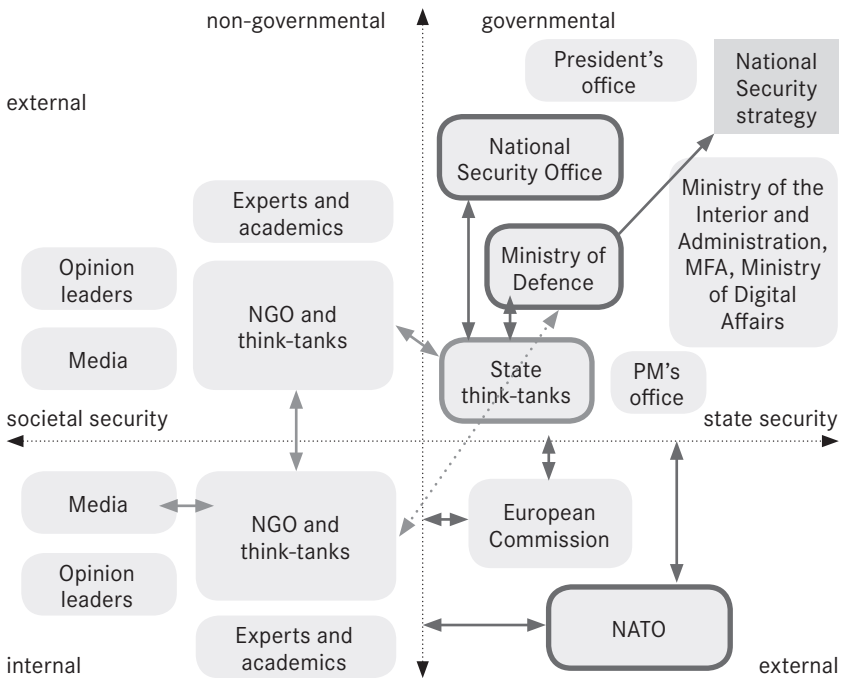 non-governmental
governmental
external
President's
office
National
Security
strategy
National
Security Office
Experts and
academics
Ministry of the
Interior and
Administration,
MFA, Ministry
of Digital
Affairs
Opinion
leaders
Ministry of
Defence
NGO and
think-tanks
Media
State
think-tanks
PM's
office
societal security
state security
Media
NGO and
think-tanks
European
Commission
Opinion
leaders
Experts and
academics
NATO
internal
external